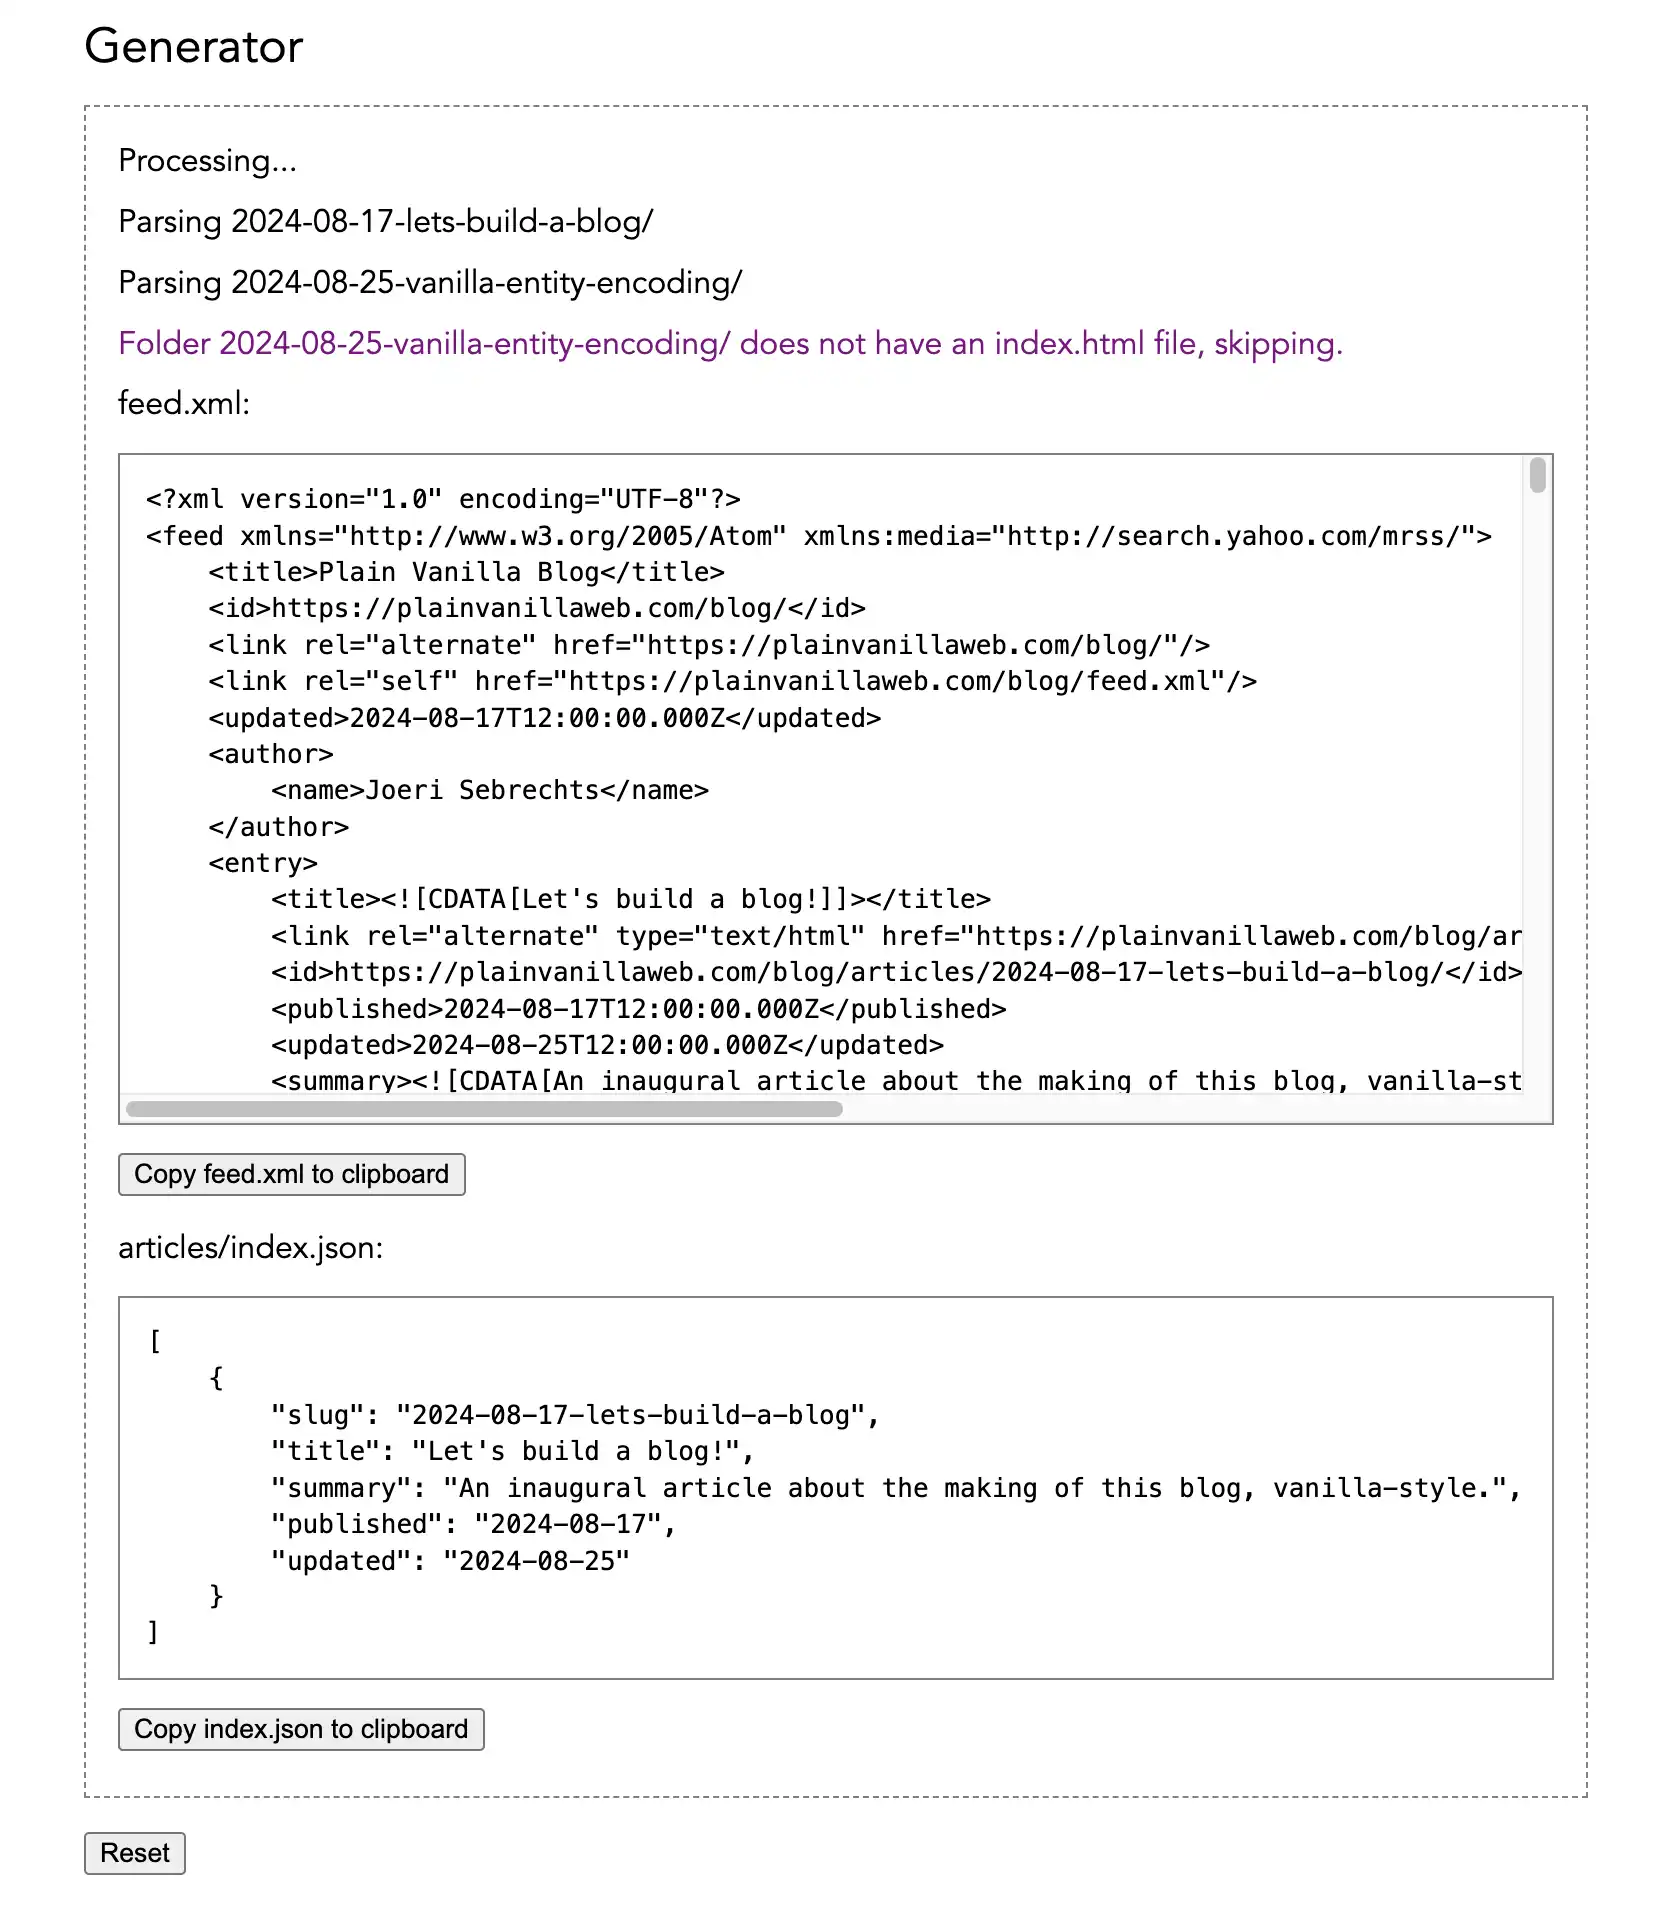 Generator
Processing...
Parsing 2024-08-17-lets-build-a-blog/
Parsing 2024-08-25-vanilla-entity-encoding/
Folder 2024-08-25-vanilla-entity-encoding/ does not have an index.html file, skipping.
feed.xml:
<?xml version="1.0" encoding="UTF-8"?>
<feed xmlns="http://www.w3.org/2005/Atom" xmlns:media="http://search.yahoo.com/mrss/">
    <title>Plain Vanilla Blog</title>
    <id>https://plainvanillaweb.com/blog/</id>
    <link rel="alternate" href="https://plainvanillaweb.com/blog/"/>
    <link rel="self" href="https://plainvanillaweb.com/blog/feed.xml"/>
    <updated>2024-08-17T12:00:00.000Z</updated>
    <author>
        <name>Joeri Sebrechts</name>
    </author>
    <entry>
        <title><![CDATA[Let's build a blog!]]></title>
        <link rel="alternate" type="text/html" href="https://plainvanillaweb.com/blog/ar
        <id>https://plainvanillaweb.com/blog/articles/2024-08-17-lets-build-a-blog/</id>
        <published>2024-08-17T12:00:00.000Z</published>
        <updated>2024-08-25T12:00:00.000Z</updated>
        <summary><![CDATA[An inaugural article about the making of this blog, vanilla-st
Copy feed.xml to clipboard
articles/index.json:
[
    {
        "slug": "2024-08-17-lets-build-a-blog",
        "title": "Let's build a blog!",
        "summary": "An inaugural article about the making of this blog, vanilla-style.",
        "published": "2024-08-17",
        "updated": "2024-08-25"
    }
]
Copy index.json to clipboard
Reset